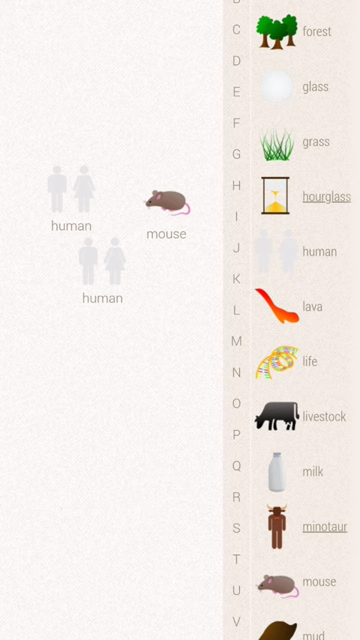 human
mouse
human
C
D
E
F
G
H
I
J
K
L
M
N
O
P
Q
R
S
T
U
V
forest
glass
grass
hourglass
human
lava
life
livestock
milk
minotaur
mouse
mud